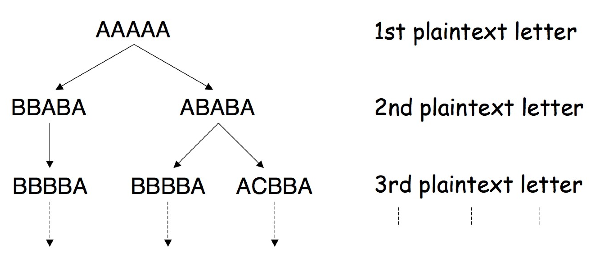 AAAAA 1st plaintext letter
BBABA ABABA 2nd plaintext letter
BBBBA BBBBA ACBBA 3rd plaintext letter